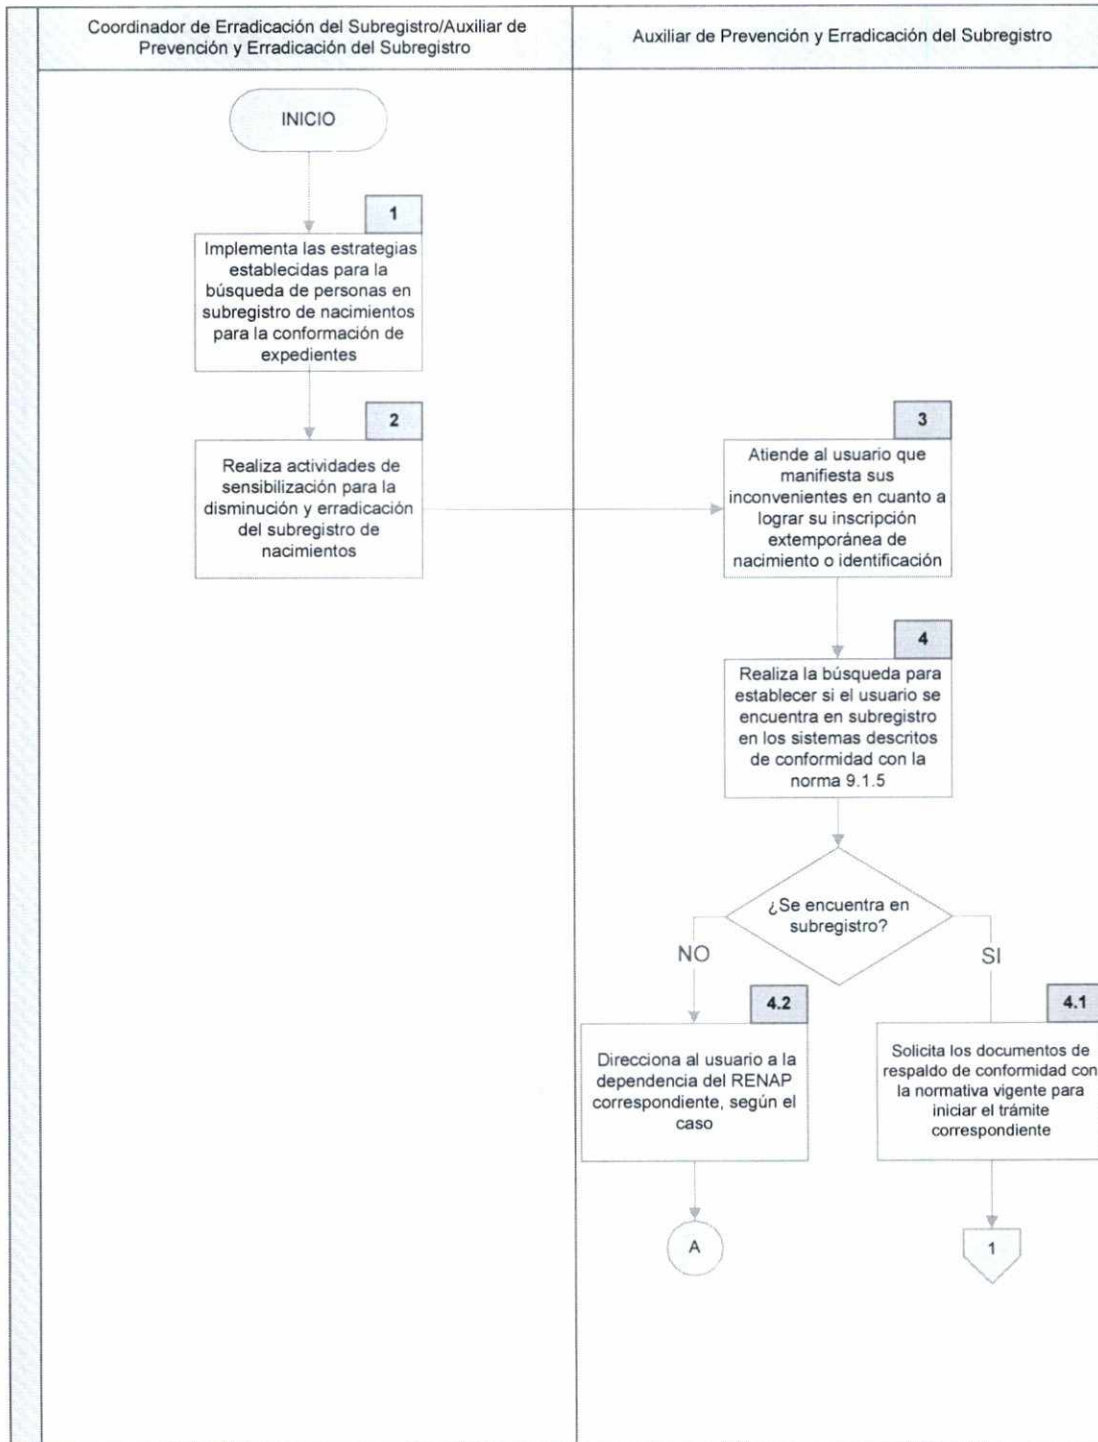 Coordinador de Erradicación del Subregistro/Auxiliar de
Prevención y Erradicación del Subregistro
Auxiliar de Prevención y Erradicación del Subregistro
INICIO
1
Implementa las estrategias
establecidas para la
búsqueda de personas en
subregistro de nacimientos
para la conformación de
expedientes
2
Realiza actividades de
sensibilización para la
disminución y erradicación
del subregistro de
nacimientos
3
Atiende al usuario que
manifiesta sus
inconvenientes en cuanto a
lograr su inscripción
extemporánea de
nacimiento o identificación
4
Realiza la búsqueda para
establecer si el usuario se
encuentra en subregistro
en los sistemas descritos
de conformidad con la
norma 9.1.5
¿Se encuentra en
subregistro?
NO
SI
4.2
Direcciona al usuario a la
dependencia del RENAP
correspondiente, según el
caso
A
4.1
Solicita los documentos de
respaldo de conformidad con
la normativa vigente para
iniciar el trámite
correspondiente
1